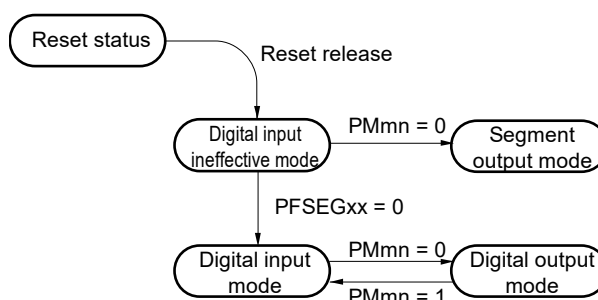 Reset status
Reset release
Digital input
ineffective mode
PMmn = 0
Segment
output mode
PFSEGxx = 0
Digital input
mode
PMmn = 0
Digital output
mode
PMmn = 1